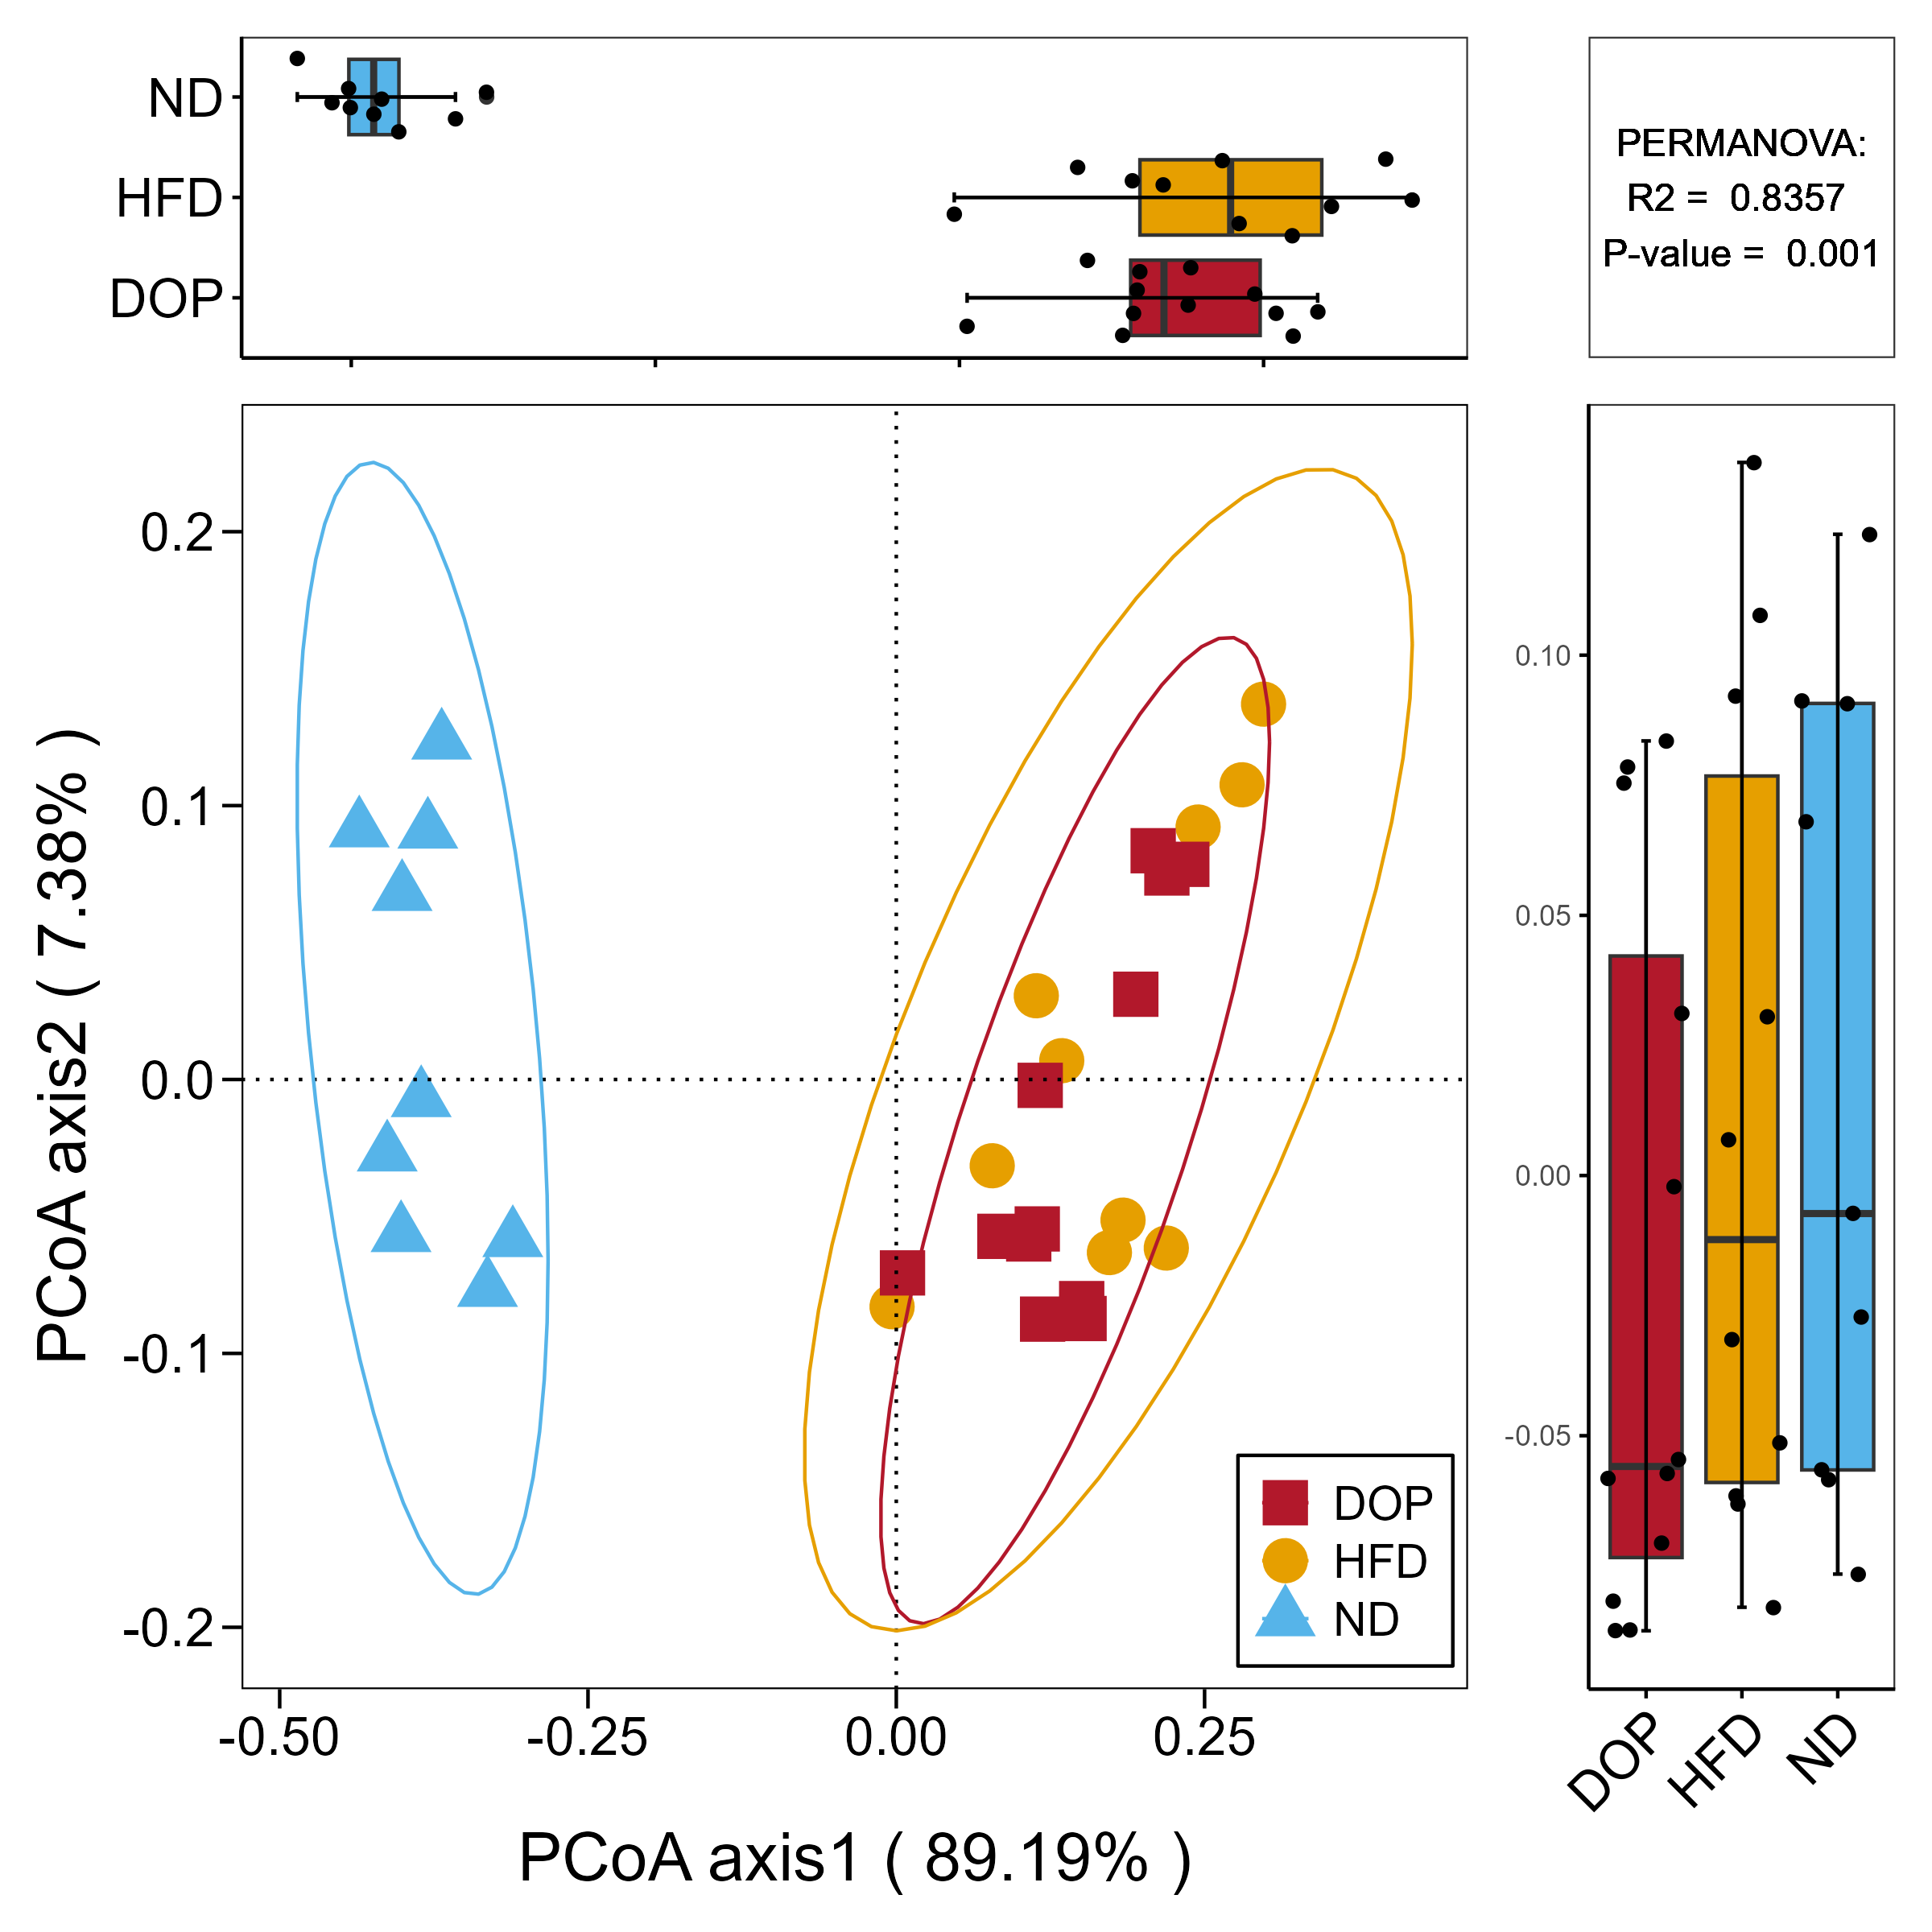 ND
HFD
DOP
PERMANOVA:
R2 = 0.8357
P-value = 0.001
PCoA axis2 ( 7.38% )
0.2
0.1
0.0
-0.1
-0.2
DOP
HFD
ND
-0.50
-0.25
0.00
0.25
PCoA axis1 ( 89.19% )
0.10
0.05
0.00
-0.05
DOP
HFD
ND